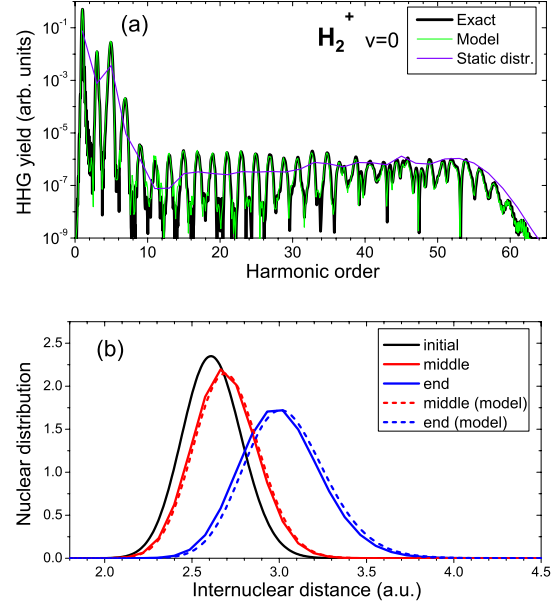 (a)
H₂⁺ v=0
Exact
Model
Static distr.
HHG yield (arb. units)
10⁻¹
10⁻³
10⁻⁵
10⁻⁷
10⁻⁹
0 10 20 30 40 50 60
Harmonic order
(b)
initial
middle
end
middle (model)
end (model)
Nuclear distribution
2.5
2.0
1.5
1.0
0.5
0.0
2.0 2.5 3.0 3.5 4.0 4.5
Internuclear distance (a.u.)